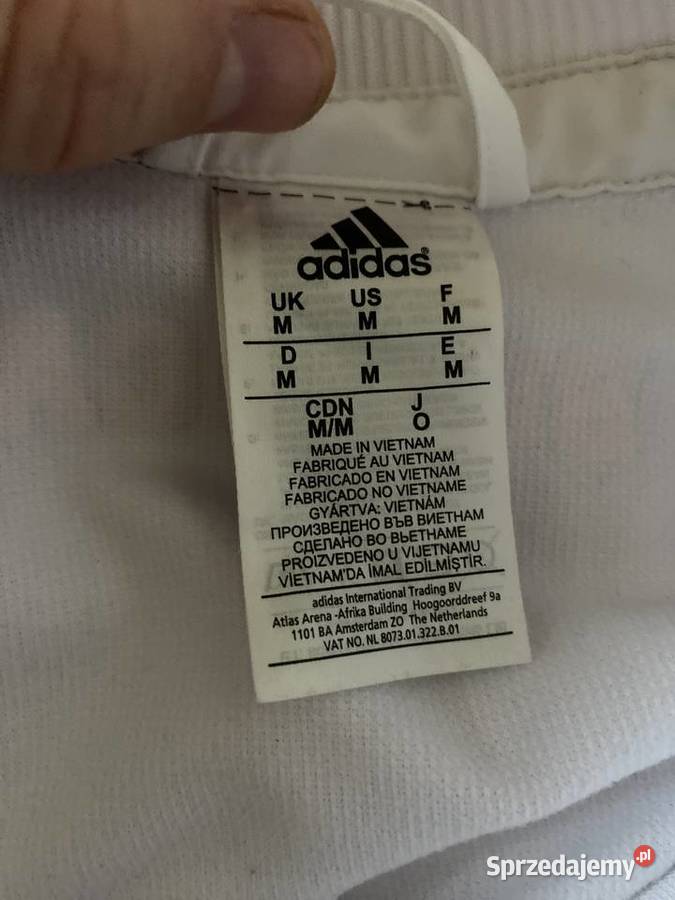 adidas®
UK US F
M M M
D I E
M M M
CDN J
M/M O
MADE IN VIETNAM
FABRIQUÉ AU VIETNAM
FABRICADO EN VIETNAM
FABRICADO NO VIETNAME
GYÁRTVA: VIETNÁM
ПРОИЗВЕДЕНО ВЪВ ВИЕТНАМ
СДЕЛАНО ВО ВЬЕТНАМЕ
PROIZVEDENO U VIJETNAMU
VİETNAM'DA İMAL EDİLMİŞTİR.
adidas International Trading BV
Atlas Arena -Afrika Building Hoogoorddreef 9a
1101 BA Amsterdam ZO The Netherlands
VAT NO. NL 8073.01.322.B.01
Sprzedajemy.pl